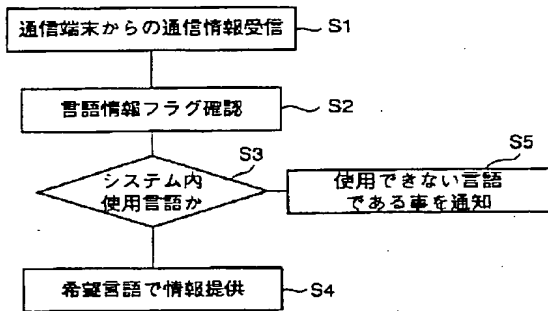 通信端末からの通信情報受信
S1
言語情報フラグ確認
S2
S3
システム内
使用言語か
S5
使用できない言語
である事を通知
希望言語で情報提供
S4